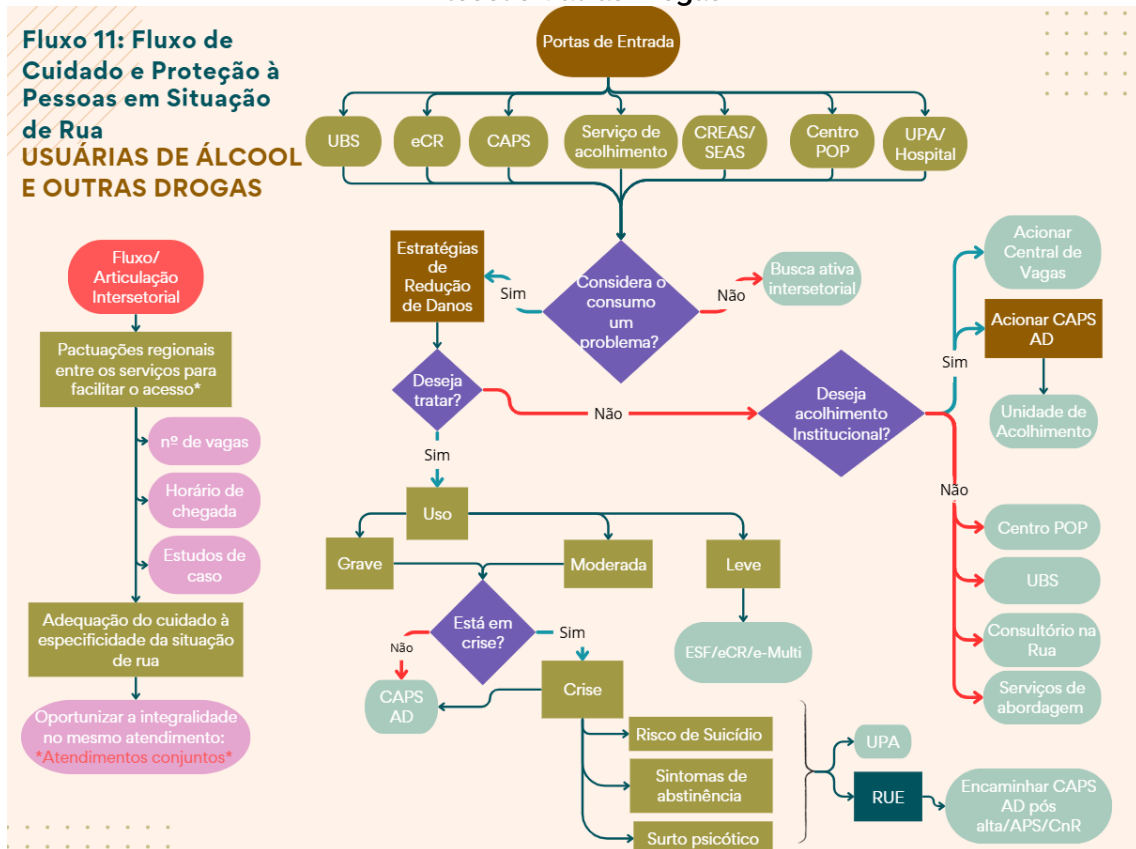 Fluxo 11: Fluxo de
Cuidado e Proteção à
Pessoas em Situação
de Rua
USUÁRIAS DE ÁLCOOL
E OUTRAS DROGAS
Portas de Entrada
UBS
eCR
CAPS
Serviço de
acolhimento
CREAS/
SEAS
Centro
POP
UPA/
Hospital
Fluxo/
Articulação
Intersetorial
Pactuações regionais
entre os serviços para
facilitar o acesso*
nº de vagas
Horário de
chegada
Estudos de
caso
Adequação do cuidado à
especificidade da situação
de rua
Oportunizar a integralidade
no mesmo atendimento:
*Atendimentos conjuntos*
Estratégias
de
Redução
de Danos
Sim
Considera o
consumo
um
problema?
Não
Busca ativa
intersetorial
Deseja
tratar?
Não
Sim
Deseja
acolhimento
Institucional?
Sim
Acionar
Central de
Vagas
Acionar CAPS
AD
Unidade de
Acolhimento
Não
Centro POP
UBS
Consultório na
Rua
Serviços de
abordagem
Uso
Grave
Moderada
Leve
Está em
crise?
Não
Sim
ESF/eCR/e-Multi
CAPS
AD
Crise
Risco de Suicídio
Sintomas de
abstinência
Surto psicótico
UPA
RUE
Encaminhar CAPS
AD pós
alta/APS/CnR